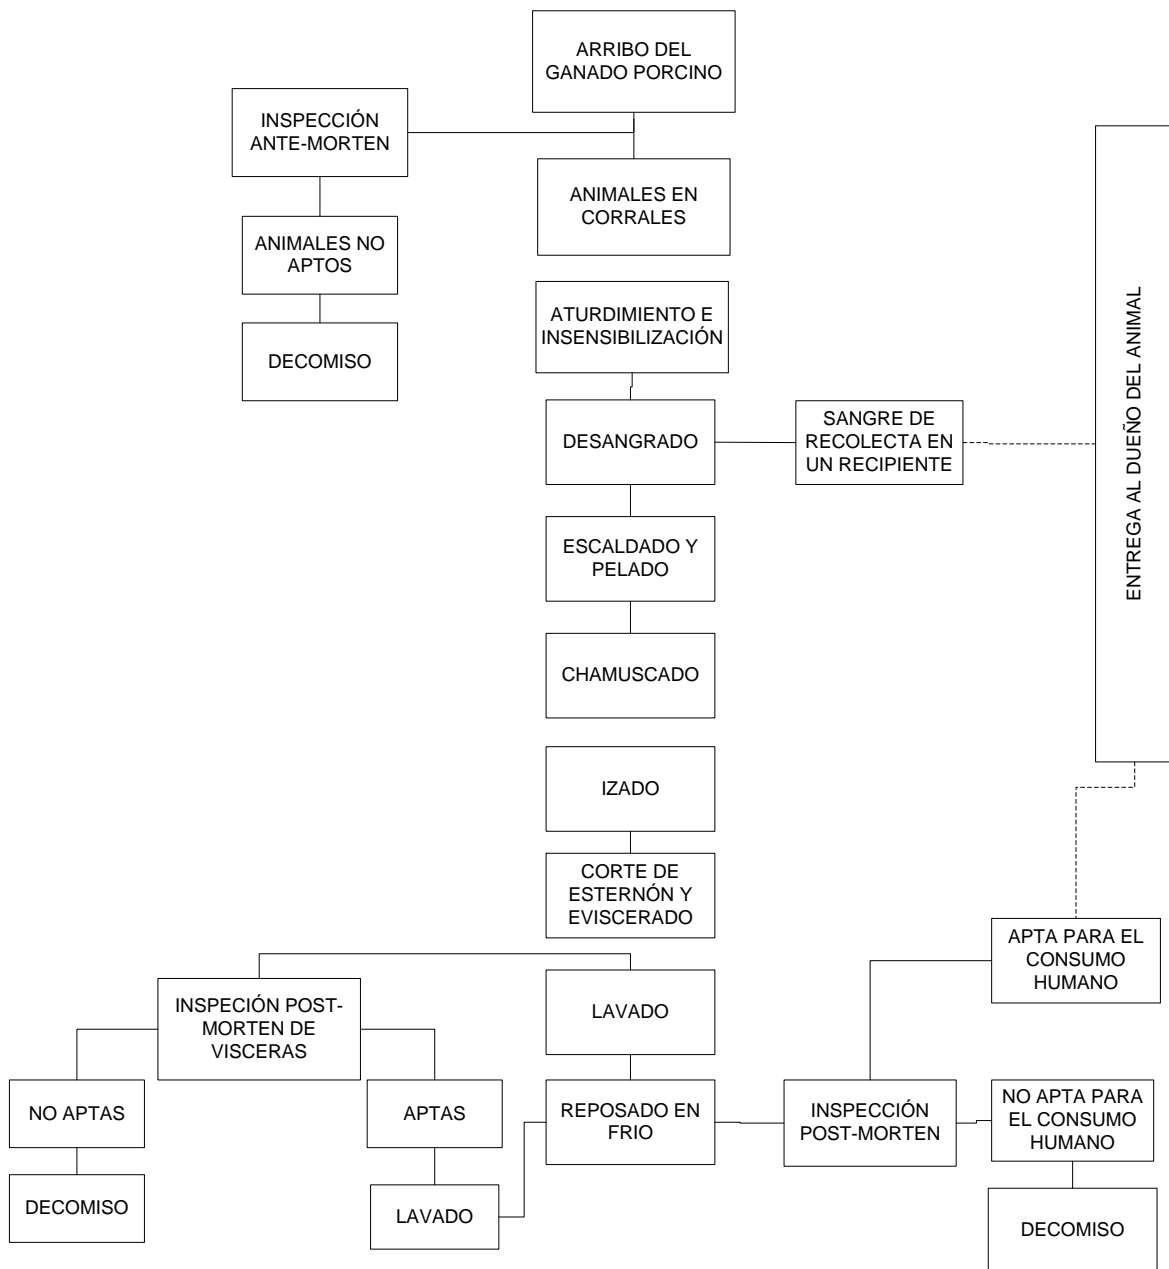 ARRIBO DEL
GANADO PORCINO
INSPECCIÓN
ANTE-MORTEN
ANIMALES EN
CORRALES
ANIMALES NO
APTOS
DECOMISO
ATURDIMIENTO E
INSENSIBILIZACIÓN
DESANGRADO
SANGRE DE
RECOLECTA EN
UN RECIPIENTE
ENTREGA AL DUEÑO DEL ANIMAL
ESCALDADO Y
PELADO
CHAMUSCADO
IZADO
CORTE DE
ESTERNÓN Y
EVISCERADO
APTA PARA EL
CONSUMO
HUMANO
INSPECIÓN POST-
MORTEN DE
VISCERAS
LAVADO
NO APTAS
APTAS
REPOSADO EN
FRIO
INSPECCIÓN
POST-MORTEN
NO APTA PARA
EL CONSUMO
HUMANO
DECOMISO
LAVADO
DECOMISO